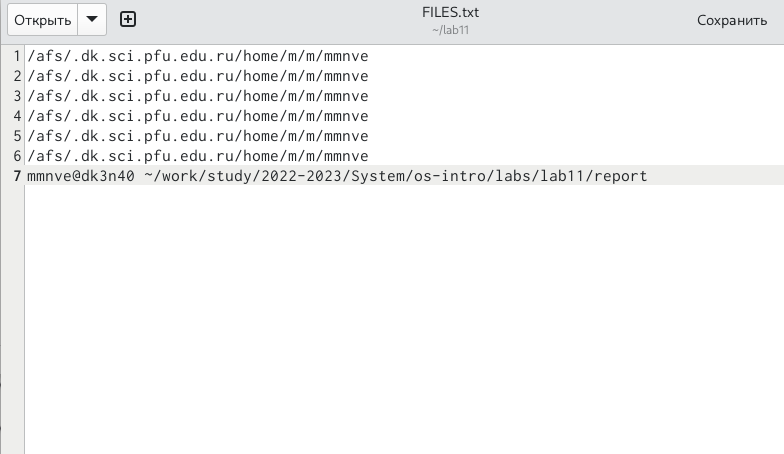 Открыть
FILES.txt
~/lab11
Сохранить
1 /afs/.dk.sci.pfu.edu.ru/home/m/m/mmnve
2 /afs/.dk.sci.pfu.edu.ru/home/m/m/mmnve
3 /afs/.dk.sci.pfu.edu.ru/home/m/m/mmnve
4 /afs/.dk.sci.pfu.edu.ru/home/m/m/mmnve
5 /afs/.dk.sci.pfu.edu.ru/home/m/m/mmnve
6 /afs/.dk.sci.pfu.edu.ru/home/m/m/mmnve
7 mmnve@dk3n40 ~/work/study/2022-2023/System/os-intro/labs/lab11/report